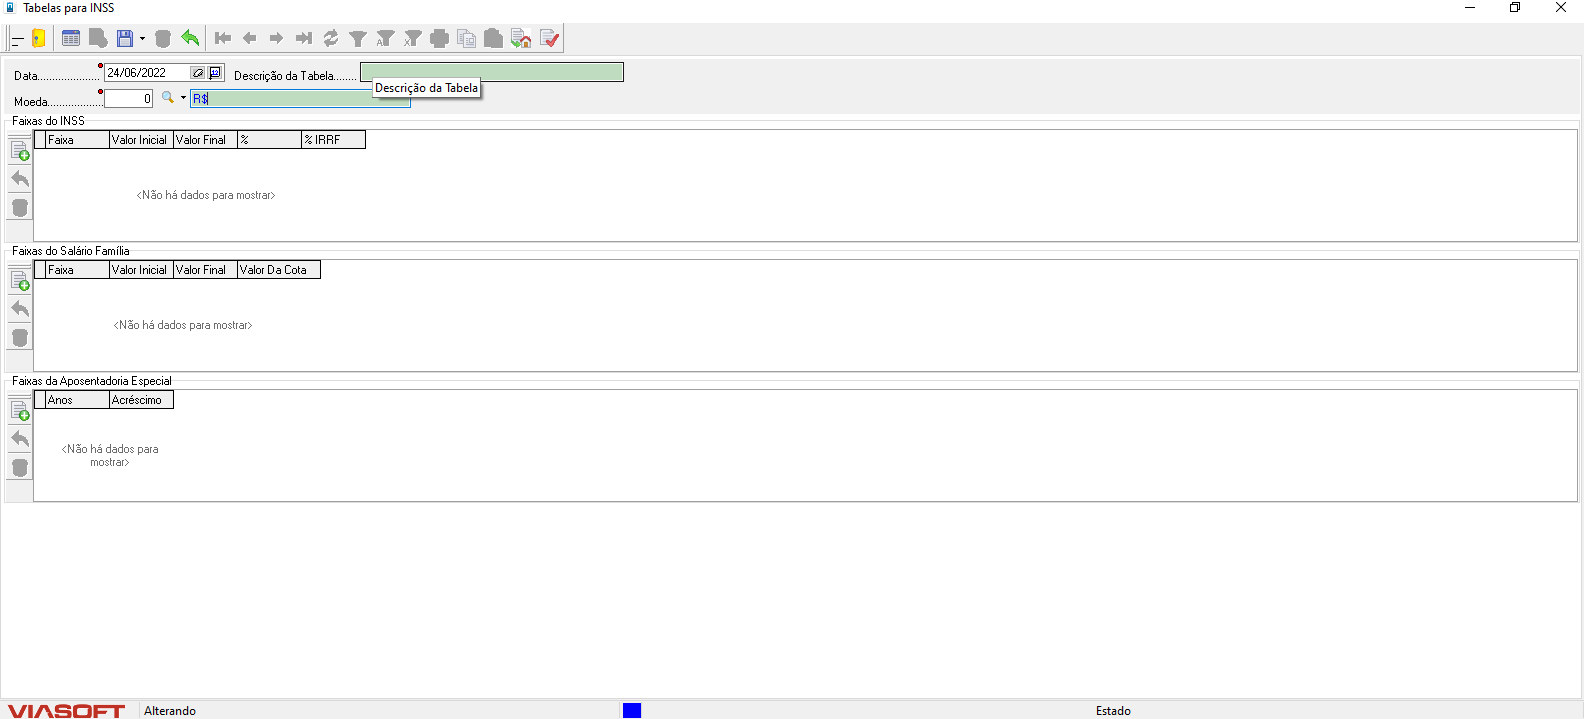 Tabelas para INSS
Data.................... 24/06/2022 12 Descrição da Tabela.......
Descrição da Tabela
Moeda.................. 0 R$
Faixas do INSS
Faixa Valor Inicial Valor Final % % IRRF
<Não há dados para mostrar>
Faixas do Salário Família
Faixa Valor Inicial Valor Final Valor Da Cota
<Não há dados para mostrar>
Faixas da Aposentadoria Especial
Anos Acréscimo
<Não há dados para
mostrar>
VIASOFT Alterando Estado